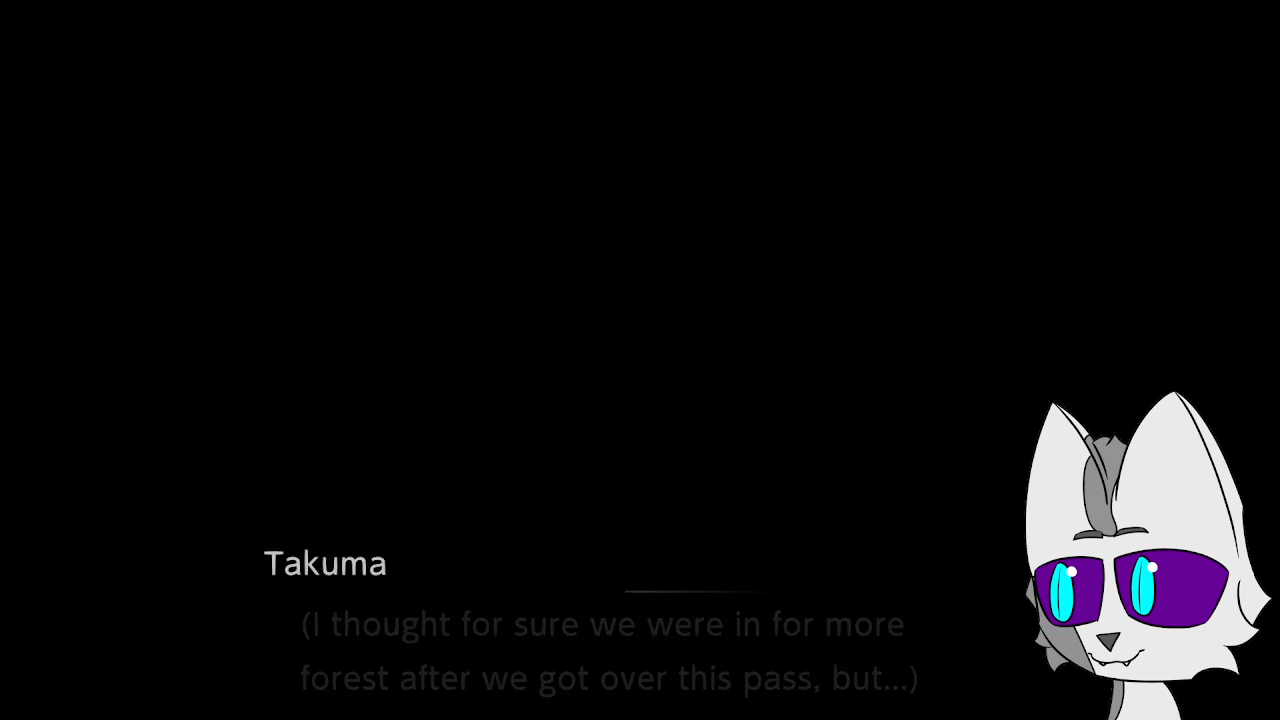 Takuma
(I thought for sure we were in for more
forest after we got over this pass, but...)